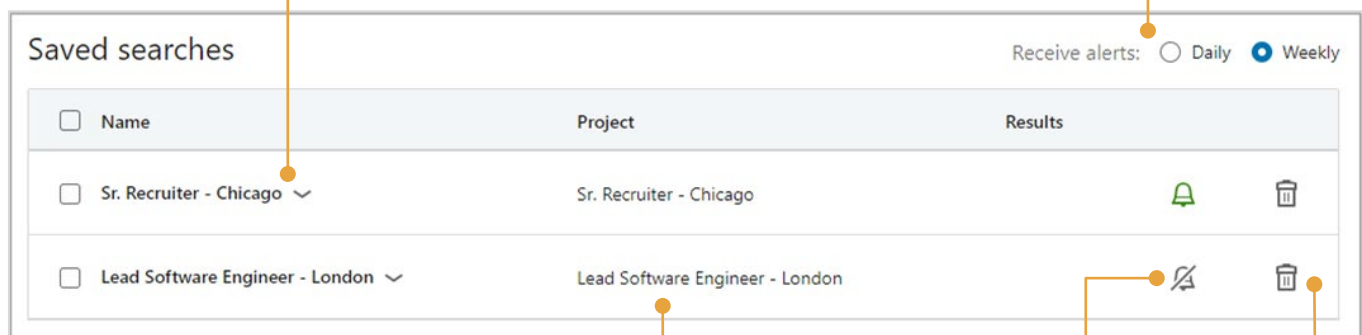 Saved searches
Receive alerts: Daily Weekly
Name Project Results
Sr. Recruiter - Chicago Sr. Recruiter - Chicago
Lead Software Engineer - London Lead Software Engineer - London